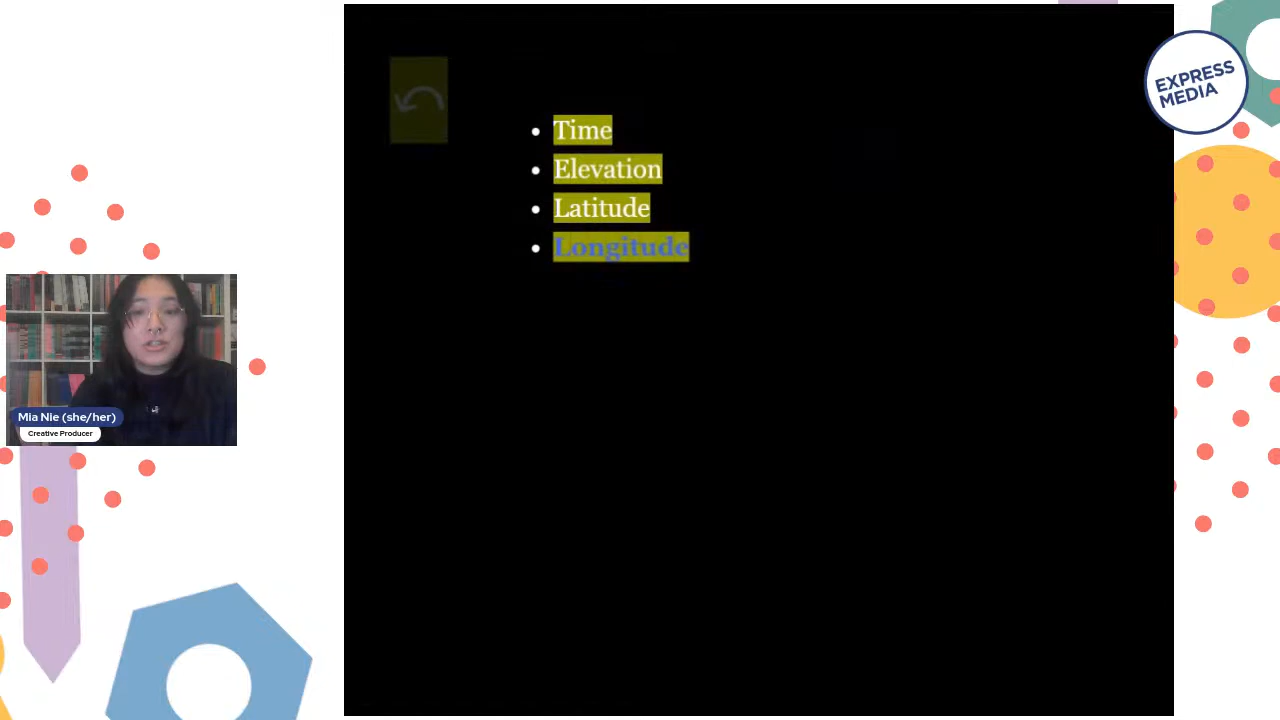 EXPRESS
MEDIA
Time
Elevation
Latitude
Longitude
Mia Nie (she/her)
Creative Producer